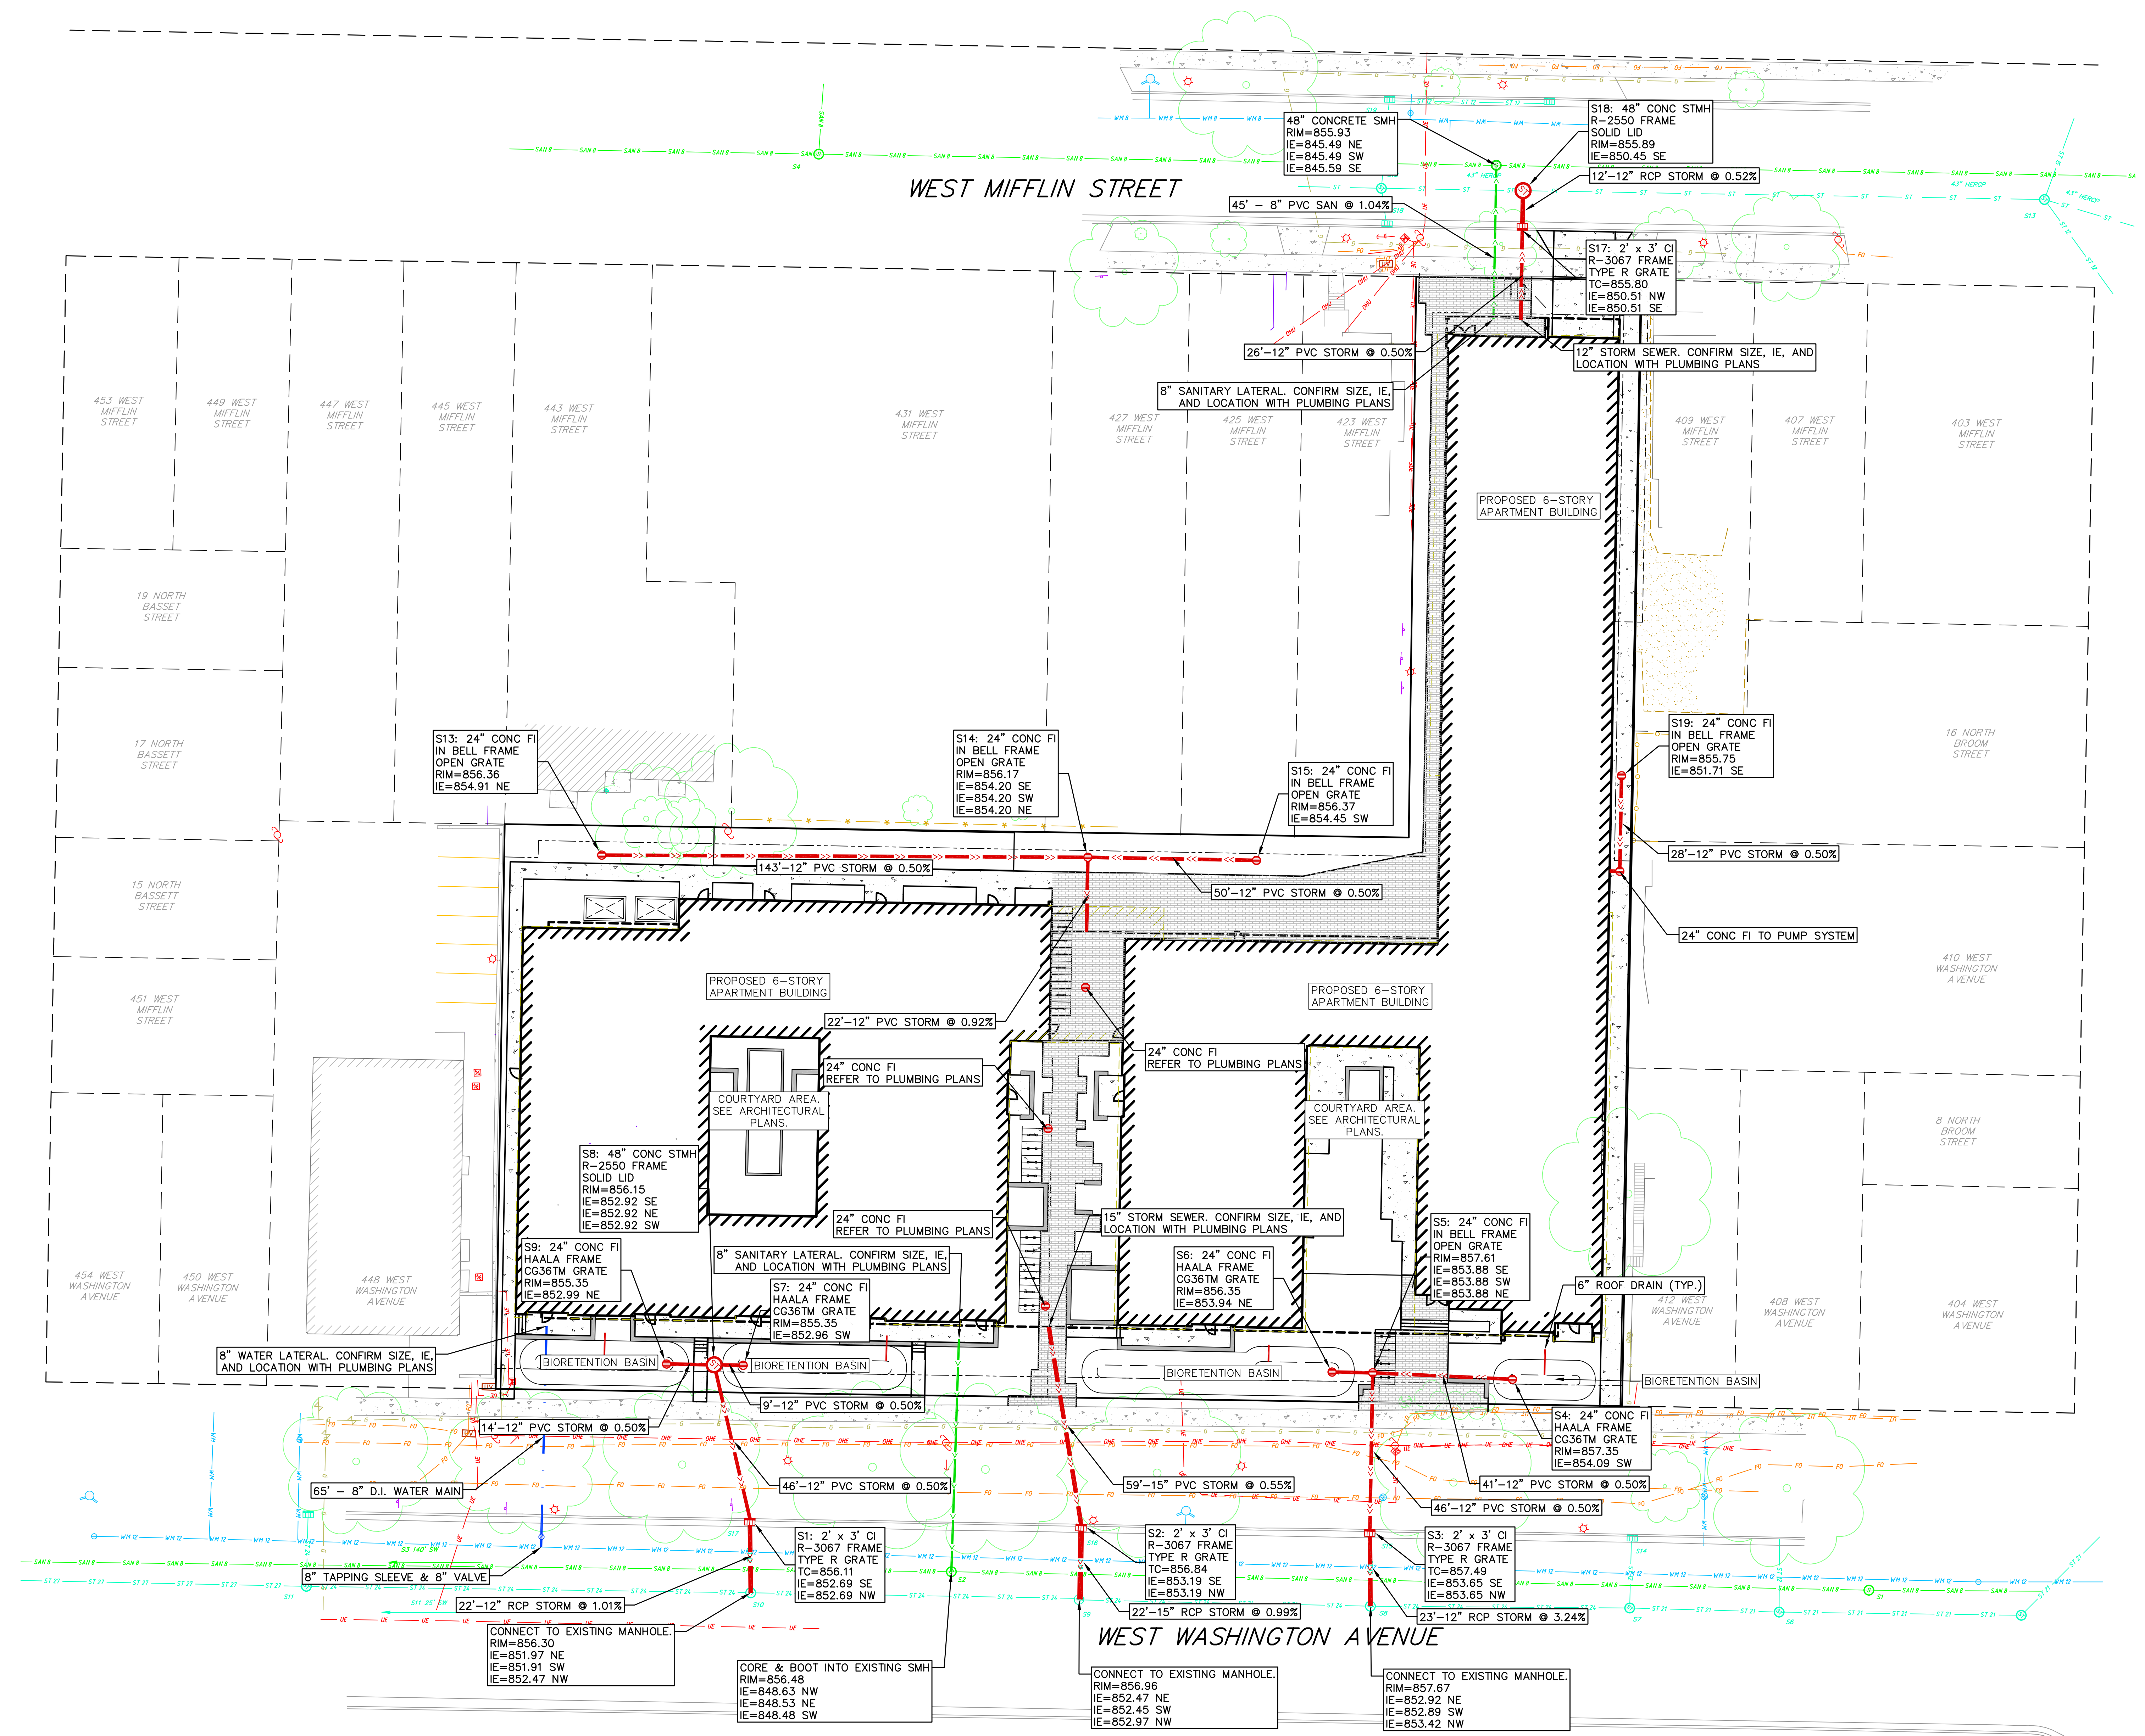 48" CONCRETE SMH
RIM=855.93
IE=845.49 NE
IE=845.49 SW
IE=845.59 SE
S18: 48" CONC STMH
R-2550 FRAME
SOLID LID
RIM=855.89
IE=850.45 SE
12'-12" RCP STORM @ 0.52%
WEST MIFFLIN STREET
45' - 8" PVC SAN @ 1.04%
S17: 2' x 3' CI
R-3067 FRAME
TYPE R GRATE
TC=855.80
IE=850.51 NW
IE=850.51 SE
26'-12" PVC STORM @ 0.50%
12" STORM SEWER. CONFIRM SIZE, IE, AND
LOCATION WITH PLUMBING PLANS
8" SANITARY LATERAL. CONFIRM SIZE, IE,
AND LOCATION WITH PLUMBING PLANS
453 WEST
MIFFLIN
STREET
449 WEST
MIFFLIN
STREET
447 WEST
MIFFLIN
STREET
445 WEST
MIFFLIN
STREET
443 WEST
MIFFLIN
STREET
431 WEST
MIFFLIN
STREET
427 WEST
MIFFLIN
STREET
425 WEST
MIFFLIN
STREET
423 WEST
MIFFLIN
STREET
409 WEST
MIFFLIN
STREET
407 WEST
MIFFLIN
STREET
403 WEST
MIFFLIN
STREET
PROPOSED 6-STORY
APARTMENT BUILDING
19 NORTH
BASSET
STREET
17 NORTH
BASSETT
STREET
S13: 24" CONC FI
IN BELL FRAME
OPEN GRATE
RIM=856.36
IE=854.91 NE
S14: 24" CONC FI
IN BELL FRAME
OPEN GRATE
RIM=856.17
IE=854.20 SE
IE=854.20 SW
IE=854.20 NE
S15: 24" CONC FI
IN BELL FRAME
OPEN GRATE
RIM=856.37
IE=854.45 SW
S19: 24" CONC FI
IN BELL FRAME
OPEN GRATE
RIM=855.75
IE=851.71 SE
16 NORTH
BROOM
STREET
143'-12" PVC STORM @ 0.50%
50'-12" PVC STORM @ 0.50%
28'-12" PVC STORM @ 0.50%
15 NORTH
BASSETT
STREET
24" CONC FI TO PUMP SYSTEM
410 WEST
WASHINGTON
AVENUE
451 WEST
MIFFLIN
STREET
PROPOSED 6-STORY
APARTMENT BUILDING
PROPOSED 6-STORY
APARTMENT BUILDING
22'-12" PVC STORM @ 0.92%
24" CONC FI
REFER TO PLUMBING PLANS
24" CONC FI
REFER TO PLUMBING PLANS
COURTYARD AREA.
SEE ARCHITECTURAL
PLANS.
COURTYARD AREA.
SEE ARCHITECTURAL
PLANS.
8 NORTH
BROOM
STREET
S8: 48" CONC STMH
R-2550 FRAME
SOLID LID
RIM=856.15
IE=852.92 SE
IE=852.92 NE
IE=852.92 SW
24" CONC FI
REFER TO PLUMBING PLANS
15" STORM SEWER. CONFIRM SIZE, IE, AND
LOCATION WITH PLUMBING PLANS
S5: 24" CONC FI
IN BELL FRAME
OPEN GRATE
RIM=857.61
IE=853.88 SE
IE=853.88 SW
IE=853.88 NE
S9: 24" CONC FI
HAALA FRAME
CG36TM GRATE
RIM=855.35
IE=852.99 NE
8" SANITARY LATERAL. CONFIRM SIZE, IE,
AND LOCATION WITH PLUMBING PLANS
S6: 24" CONC FI
HAALA FRAME
CG36TM GRATE
RIM=856.35
IE=853.94 NE
S7: 24" CONC FI
HAALA FRAME
CG36TM GRATE
RIM=855.35
IE=852.96 SW
6" ROOF DRAIN (TYP.)
454 WEST
WASHINGTON
AVENUE
450 WEST
WASHINGTON
AVENUE
448 WEST
WASHINGTON
AVENUE
412 WEST
WASHINGTON
AVENUE
408 WEST
WASHINGTON
AVENUE
404 WEST
WASHINGTON
AVENUE
8" WATER LATERAL. CONFIRM SIZE, IE,
AND LOCATION WITH PLUMBING PLANS
BIORETENTION BASIN
BIORETENTION BASIN
BIORETENTION BASIN
BIORETENTION BASIN
9'-12" PVC STORM @ 0.50%
14'-12" PVC STORM @ 0.50%
S4: 24" CONC FI
HAALA FRAME
CG36TM GRATE
RIM=857.35
IE=854.09 SW
65' - 8" D.I. WATER MAIN
46'-12" PVC STORM @ 0.50%
59'-15" PVC STORM @ 0.55%
41'-12" PVC STORM @ 0.50%
46'-12" PVC STORM @ 0.50%
S1: 2' x 3' CI
R-3067 FRAME
TYPE R GRATE
TC=856.11
IE=852.69 SE
IE=852.69 NW
S2: 2' x 3' CI
R-3067 FRAME
TYPE R GRATE
TC=856.84
IE=853.19 SE
IE=853.19 NW
S3: 2' x 3' CI
R-3067 FRAME
TYPE R GRATE
TC=857.49
IE=853.65 SE
IE=853.65 NW
8" TAPPING SLEEVE & 8" VALVE
22'-12" RCP STORM @ 1.01%
22'-15" RCP STORM @ 0.99%
23'-12" RCP STORM @ 3.24%
WEST WASHINGTON AVENUE
CONNECT TO EXISTING MANHOLE.
RIM=856.30
IE=851.97 NE
IE=851.91 SW
IE=852.47 NW
CORE & BOOT INTO EXISTING SMH
RIM=856.48
IE=848.63 NW
IE=848.53 NE
IE=848.48 SW
CONNECT TO EXISTING MANHOLE.
RIM=856.96
IE=852.47 NE
IE=852.45 SW
IE=852.97 NW
CONNECT TO EXISTING MANHOLE.
RIM=857.67
IE=852.92 NE
IE=852.89 SW
IE=853.42 NW